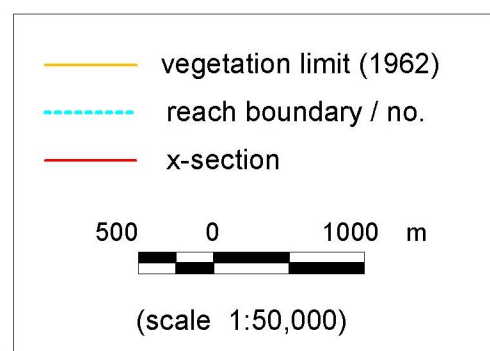 vegetation limit (1962)
reach boundary / no.
x-section
500 0 1000 m
(scale 1:50,000)